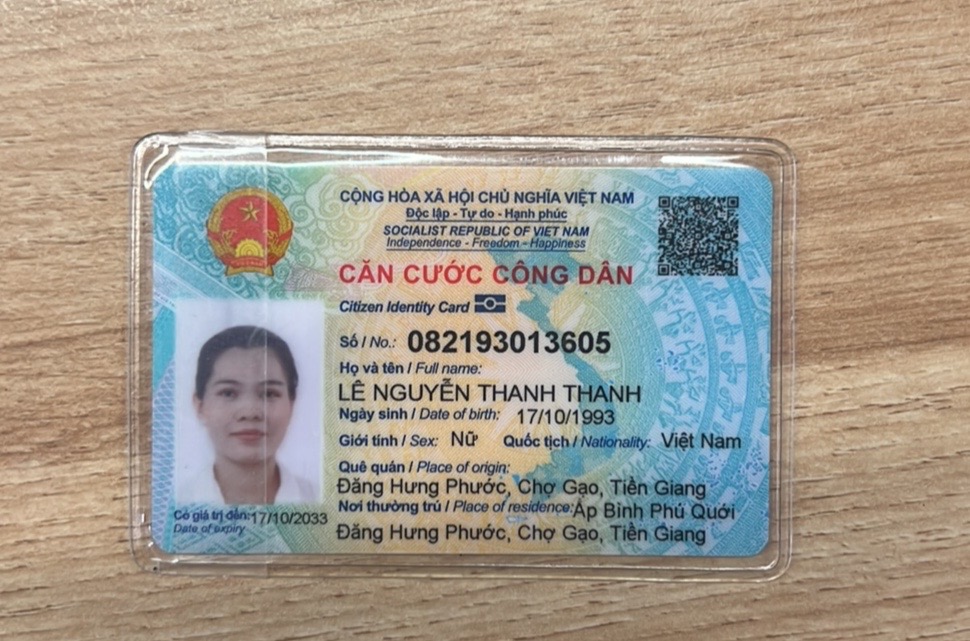 CỘNG HÒA XÃ HỘI CHỦ NGHĨA VIỆT NAM
Độc lập - Tự do - Hạnh phúc
SOCIALIST REPUBLIC OF VIET NAM
Independence - Freedom - Happiness
CĂN CƯỚC CÔNG DÂN
Citizen Identity Card
Số / No.: 082193013605
Họ và tên / Full name:
LÊ NGUYỄN THANH THANH
Ngày sinh / Date of birth: 17/10/1993
Giới tính / Sex: Nữ Quốc tịch / Nationality: Việt Nam
Quê quán / Place of origin:
Đăng Hưng Phước, Chợ Gạo, Tiền Giang
Nơi thường trú / Place of residence: Ấp Bình Phú Quới
Đăng Hưng Phước, Chợ Gạo, Tiền Giang
Có giá trị đến: 17/10/2033
Date of expiry